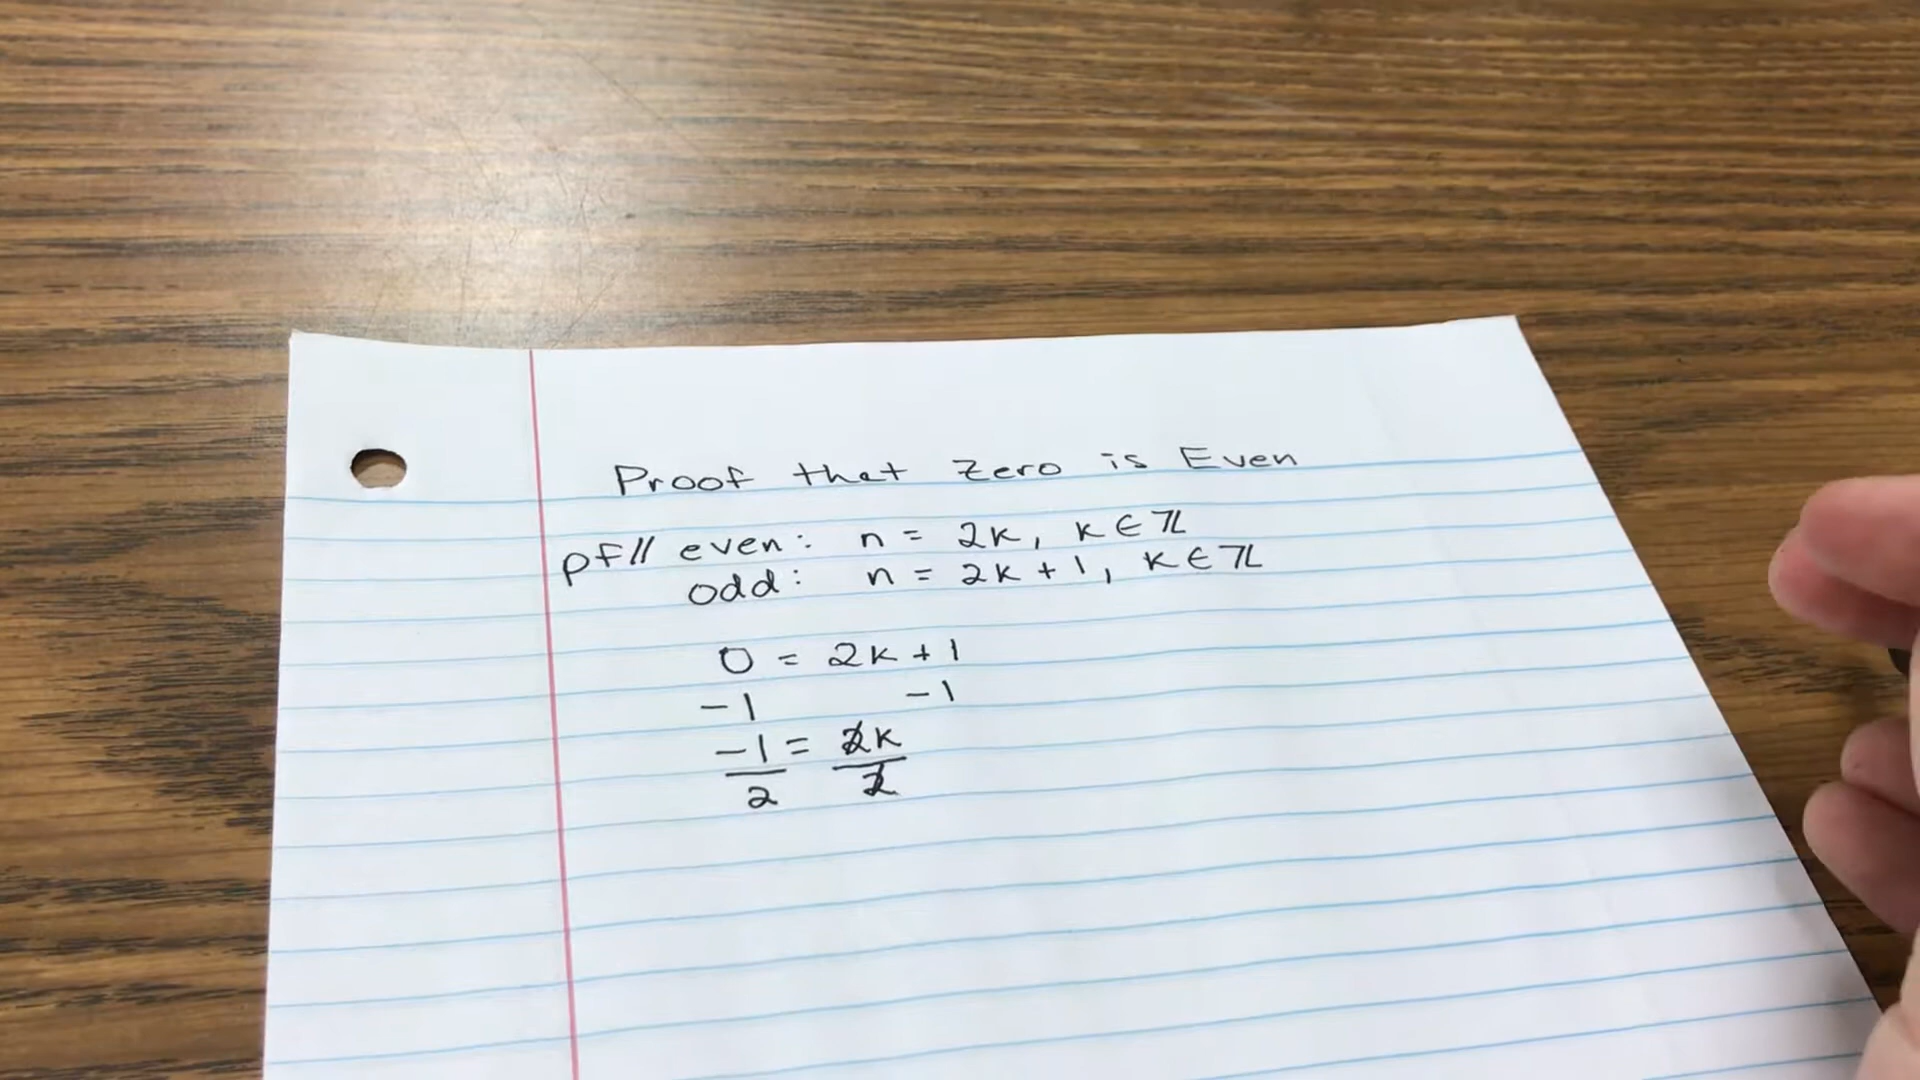 Proof that Zero is Even
pf// even: n = 2k, k ∈ ℤ
odd: n = 2k + 1, k ∈ ℤ
0 = 2k + 1
-1 -1
-1 = 2k
2 2